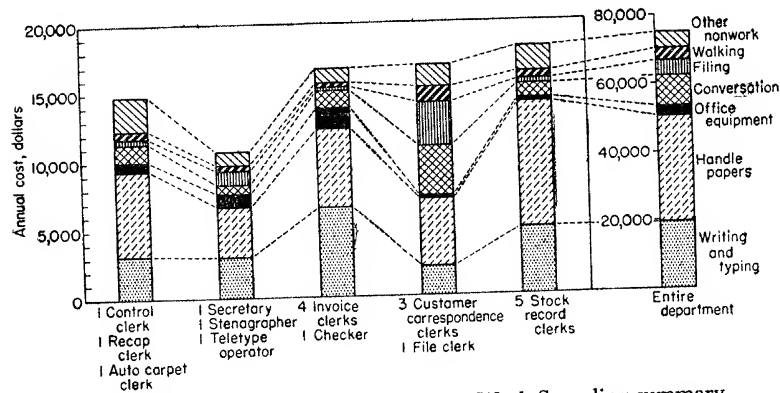 20,000
15,000
10,000
5,000
0
Annual cost, dollars
80,000
60,000
40,000
20,000
Other
nonwork
Walking
Filing
Conversation
Office
equipment
Handle
papers
Writing
and
typing
1 Control
clerk
1 Recap
clerk
1 Auto carpet
clerk
1 Secretary
1 Stenagrapher
1 Teletype
operator
4 Invoice
clerks
1 Checker
3 Customer
correspondence
clerks
1 File clerk
5 Stock
record
clerks
Entire
department
summary